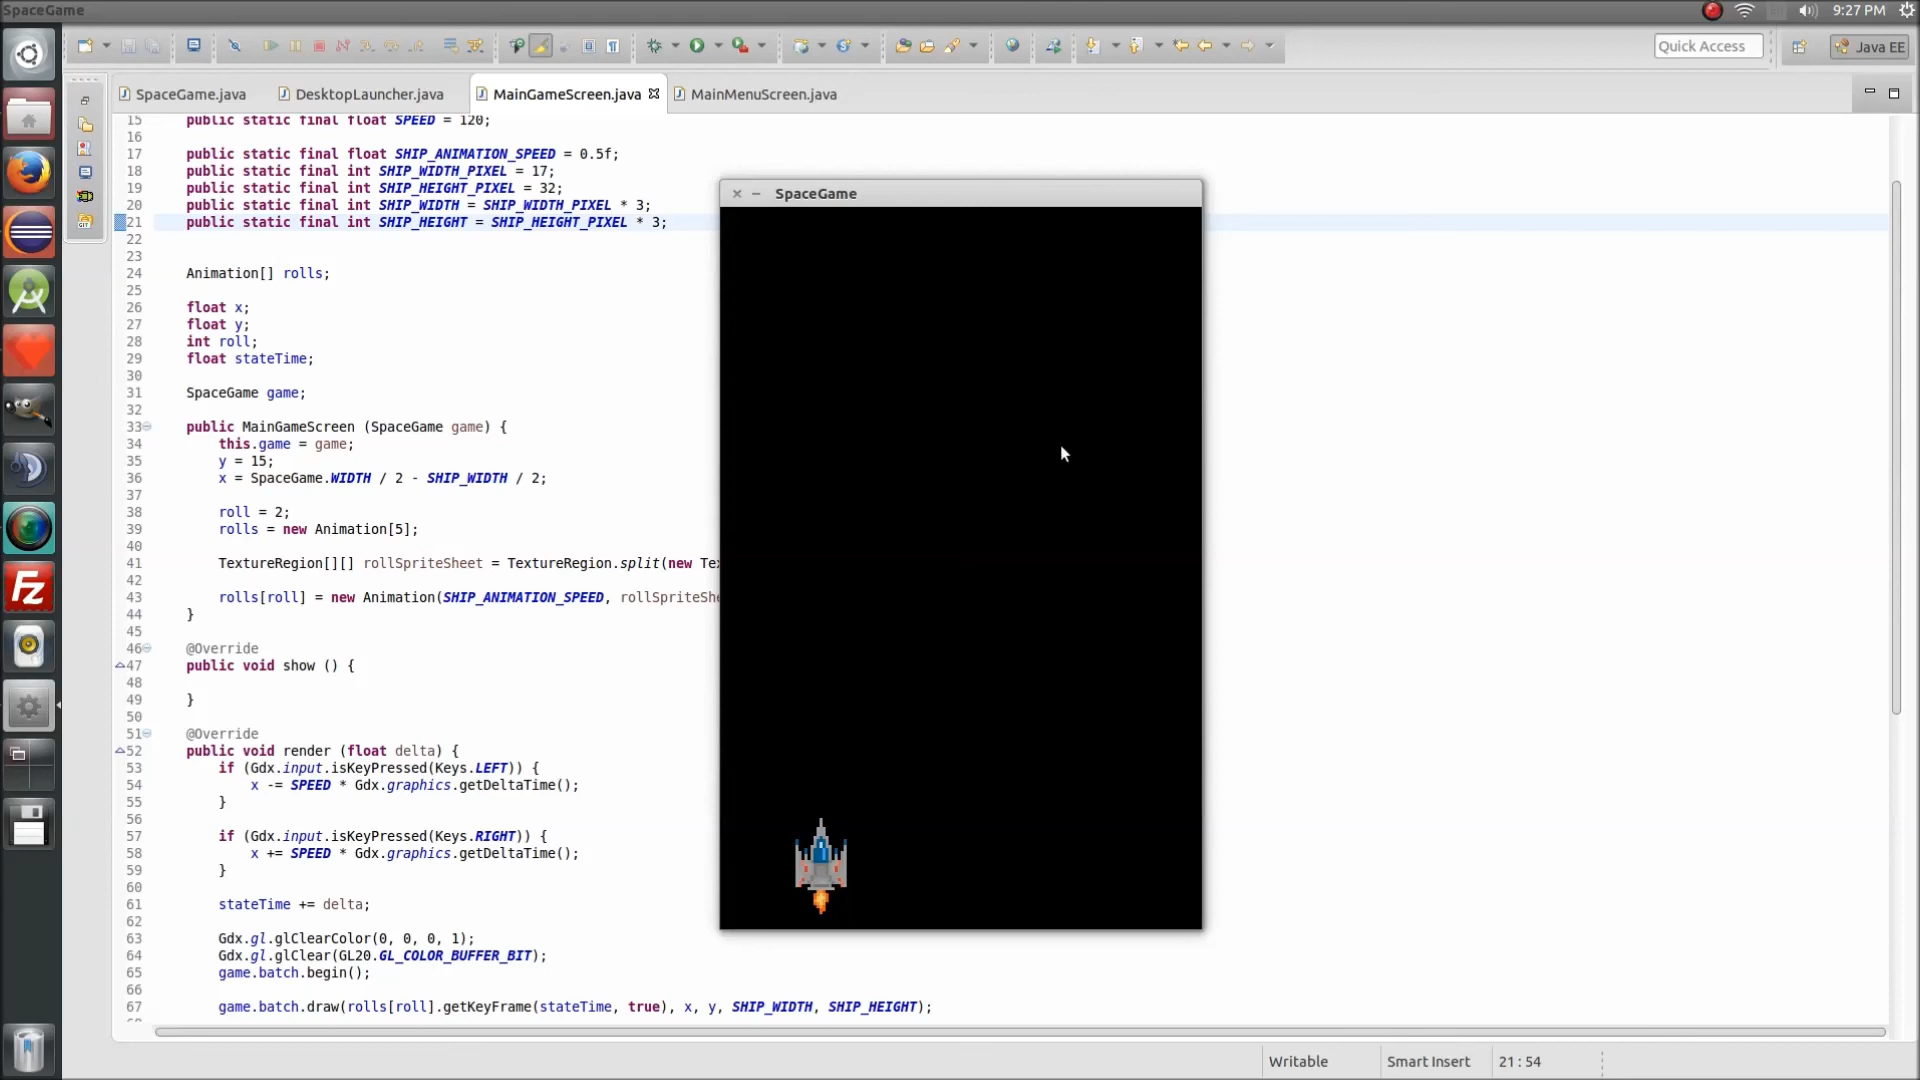 SpaceGame
9:27 PM
Quick Access
Java EE
SpaceGame.java
DesktopLauncher.java
MainGameScreen.java
MainMenuScreen.java
15 public static final float SPEED = 120;
16
17 public static final float SHIP_ANIMATION_SPEED = 0.5f;
18 public static final int SHIP_WIDTH_PIXEL = 17;
19 public static final int SHIP_HEIGHT_PIXEL = 32;
20 public static final int SHIP_WIDTH = SHIP_WIDTH_PIXEL * 3;
21 public static final int SHIP_HEIGHT = SHIP_HEIGHT_PIXEL * 3;
22
23
24 Animation[] rolls;
25
26 float x;
27 float y;
28 int roll;
29 float stateTime;
30
31 SpaceGame game;
32
33 public MainGameScreen (SpaceGame game) {
34 this.game = game;
35 y = 15;
36 x = SpaceGame.WIDTH / 2 - SHIP_WIDTH / 2;
37
38 roll = 2;
39 rolls = new Animation[5];
40
41 TextureRegion[][] rollSpriteSheet = TextureRegion.split(new Tex
42
43 rolls[roll] = new Animation(SHIP_ANIMATION_SPEED, rollSpriteShe
44 }
45
46 @Override
47 public void show () {
48
49 }
50
51 @Override
52 public void render (float delta) {
53 if (Gdx.input.isKeyPressed(Keys.LEFT)) {
54 x -= SPEED * Gdx.graphics.getDeltaTime();
55 }
56
57 if (Gdx.input.isKeyPressed(Keys.RIGHT)) {
58 x += SPEED * Gdx.graphics.getDeltaTime();
59 }
60
61 stateTime += delta;
62
63 Gdx.gl.glClearColor(0, 0, 0, 1);
64 Gdx.gl.glClear(GL20.GL_COLOR_BUFFER_BIT);
65 game.batch.begin();
66
67 game.batch.draw(rolls[roll].getKeyFrame(stateTime, true), x, y, SHIP_WIDTH, SHIP_HEIGHT);
SpaceGame
Fz
GIT
Writable
Smart Insert
21 : 54